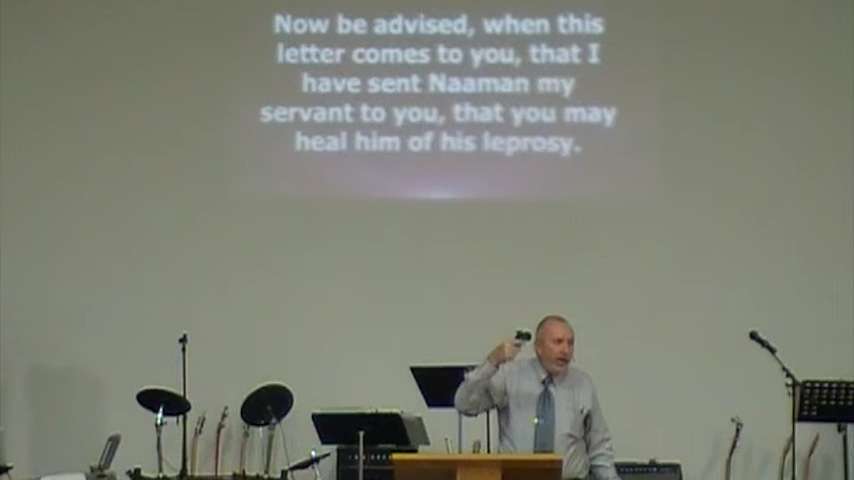 Now be advised, when this
letter comes to you, that I
have sent Naaman my
servant to you, that you may
heal him of his leprosy.